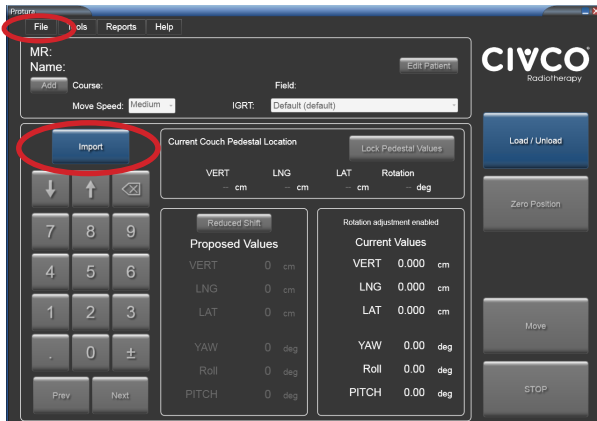 Protura
File Tools Reports Help
MR:
Name:
Edit Patient
Add Course: Field:
Move Speed: Medium IGRT: Default (default)
CIVCO
Radiotherapy
Import
Current Couch Pedestal Location Lock Pedestal Values
VERT LNG LAT Rotation
-- cm -- cm -- cm -- deg
Load / Unload
Zero Position
Move
STOP
7 8 9
4 5 6
1 2 3
. 0 ±
Prev Next
Reduced Shift
Proposed Values
VERT 0 cm
LNG 0 cm
LAT 0 cm
YAW 0 deg
Roll 0 deg
PITCH 0 deg
Rotation adjustment enabled
Current Values
VERT 0.000 cm
LNG 0.000 cm
LAT 0.000 cm
YAW 0.00 deg
Roll 0.00 deg
PITCH 0.00 deg